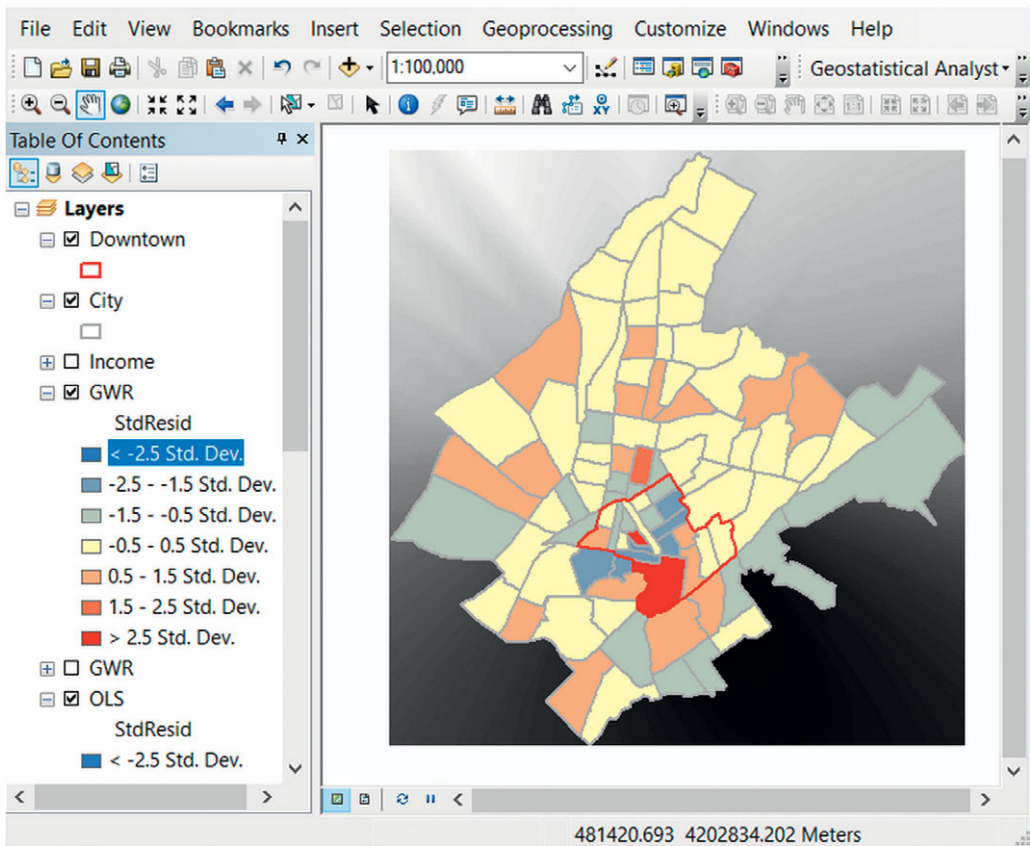 File Edit View Bookmarks Insert Selection Geoprocessing Customize Windows Help
1:100,000
Geostatistical Analyst
XY
1:1
Table Of Contents
Layers
Downtown
City
Income
GWR
StdResid
< -2.5 Std. Dev.
-2.5 - -1.5 Std. Dev.
-1.5 - -0.5 Std. Dev.
-0.5 - 0.5 Std. Dev.
0.5 - 1.5 Std. Dev.
1.5 - 2.5 Std. Dev.
> 2.5 Std. Dev.
GWR
OLS
StdResid
< -2.5 Std. Dev.
481420.693 4202834.202 Meters